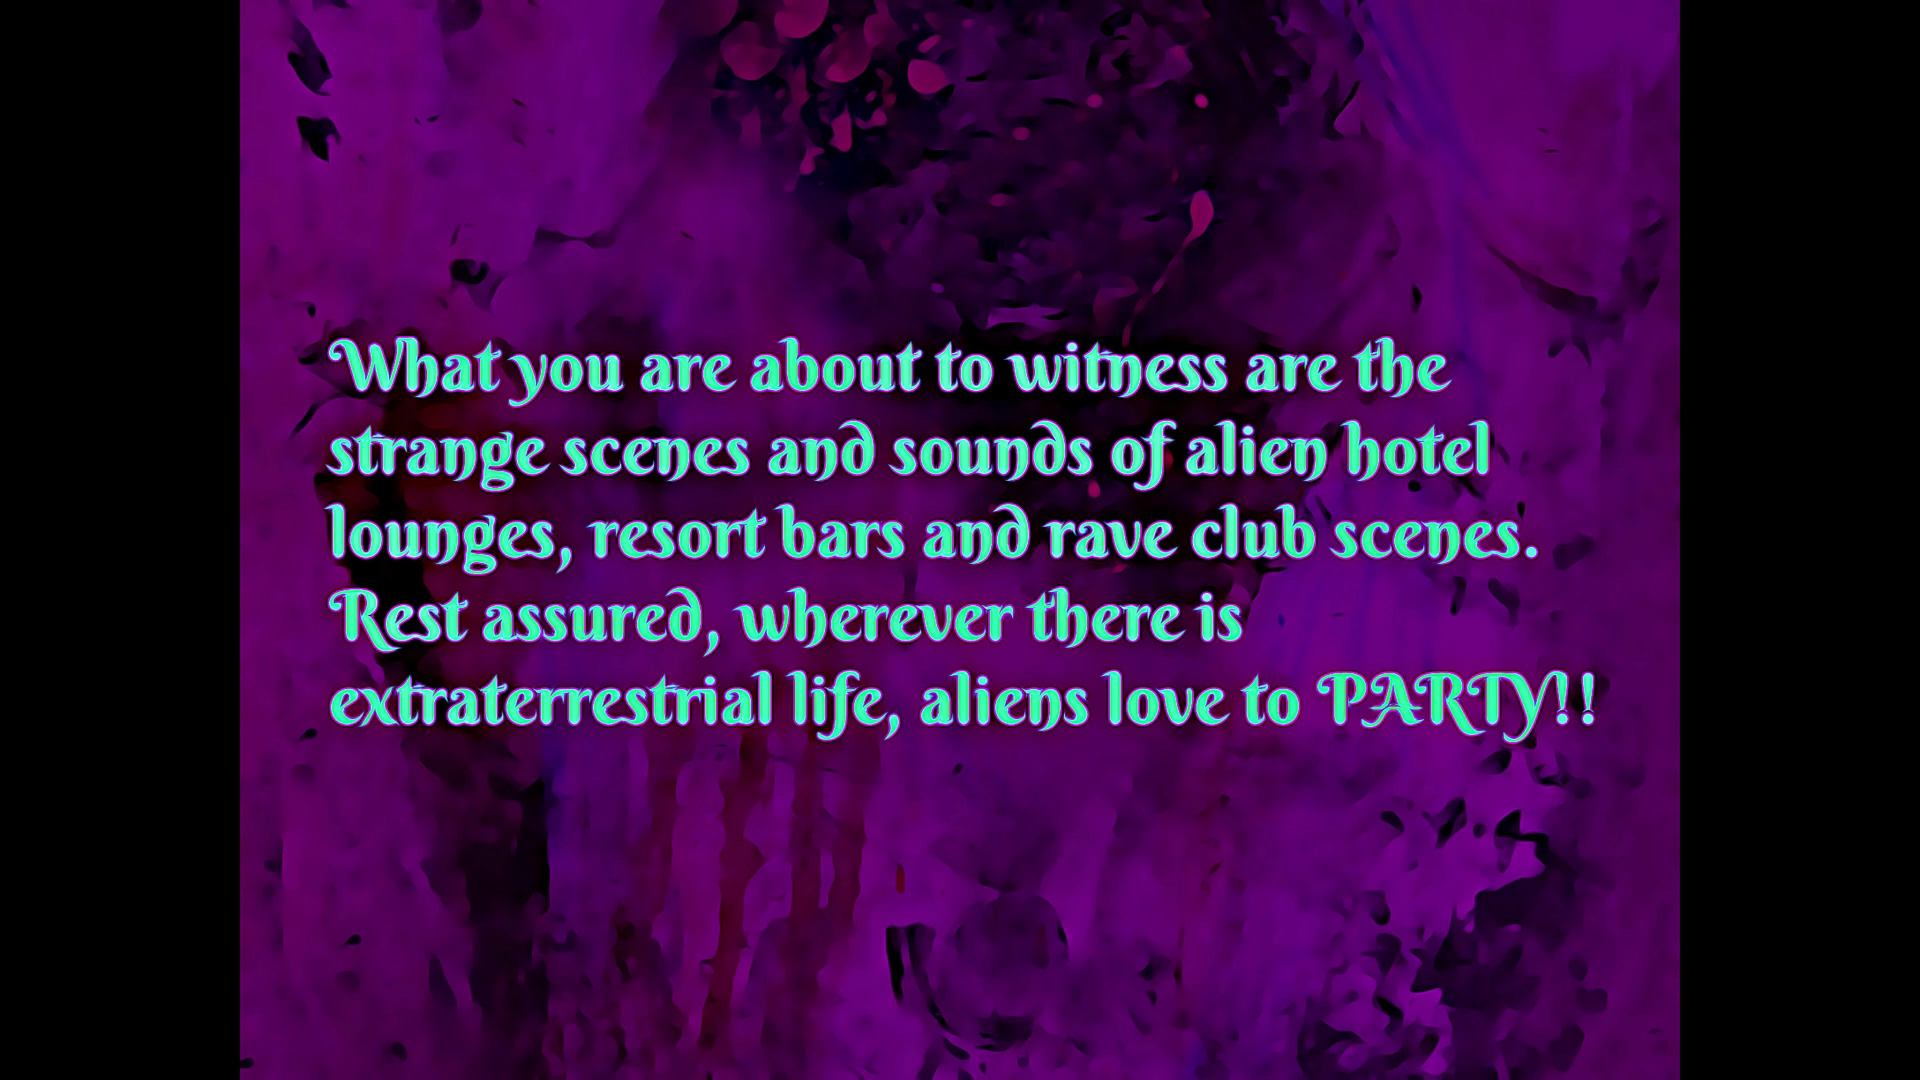 What you are about to witness are the
strange scenes and sounds of alien hotel
lounges, resort bars and rave club scenes.
Rest assured, wherever there is
extraterrestrial life, aliens love to PARTY!!